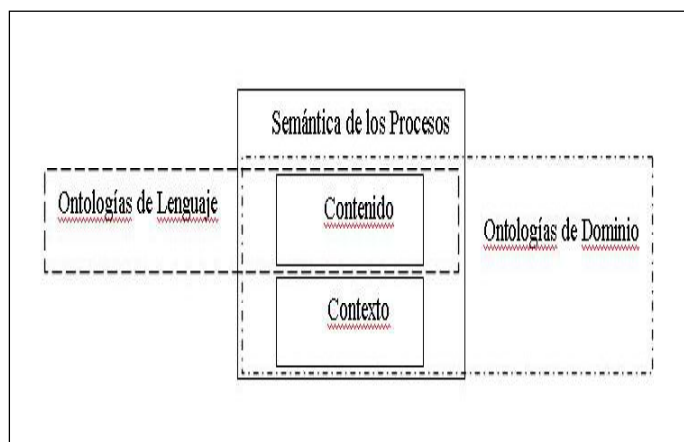 Semántica de los Procesos
Ontologías de Lenguaje
Contenido
Ontologías de Dominio
Contexto